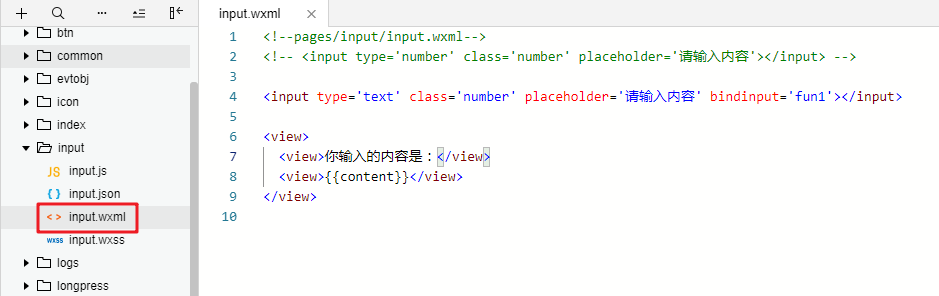 input.wxml ×
btn
common
evtobj
icon
index
input
JS input.js
{ } input.json
<> input.wxml
wxss input.wxss
logs
longpress
1 <!--pages/input/input.wxml-->
2 <!-- <input type='number' class='number' placeholder='请输入内容'></input> -->
3
4 <input type='text' class='number' placeholder='请输入内容' bindinput='fun1'></input>
5
6 <view>
7 <view>你输入的内容是：</view>
8 <view>{{content}}</view>
9 </view>
10